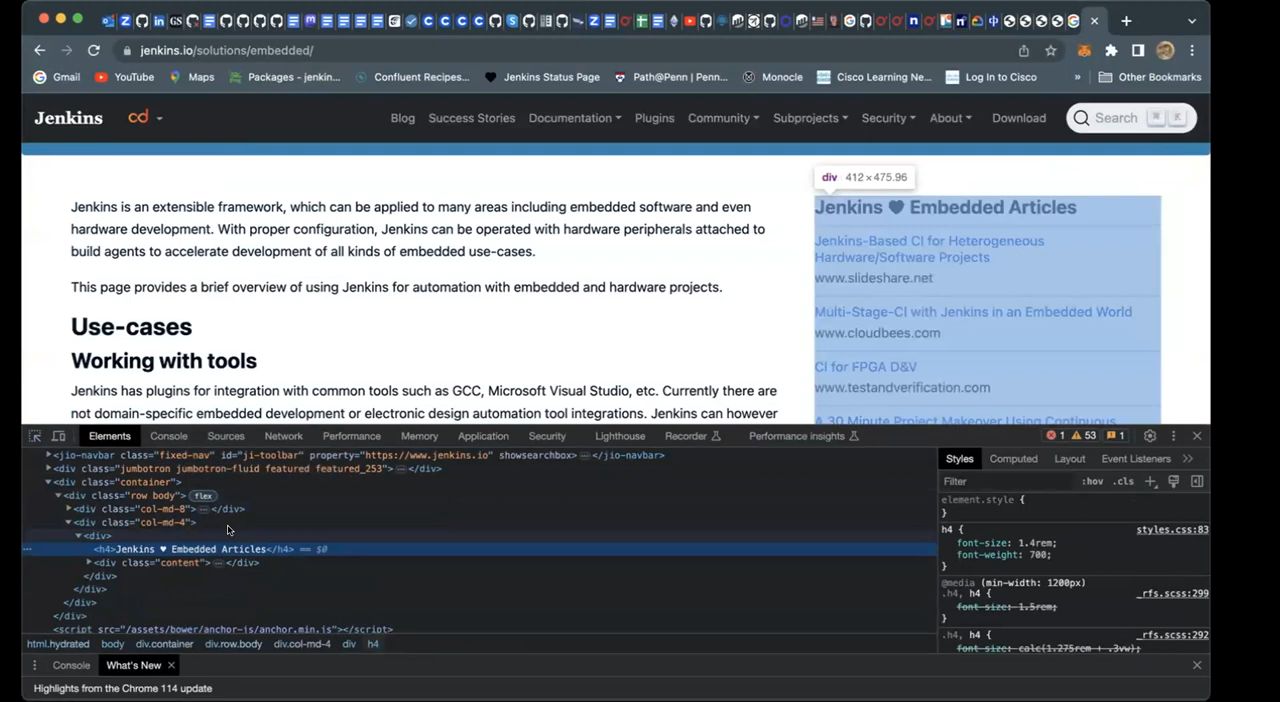 jenkins.io/solutions/embedded/
Gmail YouTube Maps Packages - jenkin... Confluent Recipes... Jenkins Status Page Path@Penn | Penn... Monocle Cisco Learning Ne... Log In to Cisco » Other Bookmarks
Jenkins cd Blog Success Stories Documentation Plugins Community Subprojects Security About Download Search ⌘ K
div 412 × 475.96
Jenkins is an extensible framework, which can be applied to many areas including embedded software and even
hardware development. With proper configuration, Jenkins can be operated with hardware peripherals attached to
build agents to accelerate development of all kinds of embedded use-cases.
This page provides a brief overview of using Jenkins for automation with embedded and hardware projects.
Use-cases
Working with tools
Jenkins has plugins for integration with common tools such as GCC, Microsoft Visual Studio, etc. Currently there are
not domain-specific embedded development or electronic design automation tool integrations. Jenkins can however
Jenkins ♥ Embedded Articles
Jenkins-Based CI for Heterogeneous
Hardware/Software Projects
www.slideshare.net
Multi-Stage-CI with Jenkins in an Embedded World
www.cloudbees.com
CI for FPGA D&V
www.testandverification.com
A 30 Minute Project Makeover Using Continuous
Elements Console Sources Network Performance Memory Application Security Lighthouse Recorder Performance insights 1 53 1
<jio-navbar class="fixed-nav" id="ji-toolbar" property="https://www.jenkins.io" showsearchbox>…</jio-navbar>
<div class="jumbotron jumbotron-fluid featured featured_253">…</div>
<div class="container">
<div class="row body"> flex
<div class="col-md-8">…</div>
<div class="col-md-4">
<div>
… <h4>Jenkins ♥ Embedded Articles</h4> == $0
<div class="content">…</div>
</div>
</div>
</div>
</div>
<script src="/assets/bower/anchor-js/anchor.min.js"></script>
html.hydrated body div.container div.row.body div.col-md-4 div h4
Styles Computed Layout Event Listeners »
Filter :hov .cls
element.style {
}
h4 { styles.css:83
font-size: 1.4rem;
font-weight: 700;
}
@media (min-width: 1200px)
.h4, h4 { _rfs.scss:299
font-size: 1.5rem;
}
.h4, h4 { _rfs.scss:292
font-size: calc(1.275rem + .3vw);
Console What's New
Highlights from the Chrome 114 update